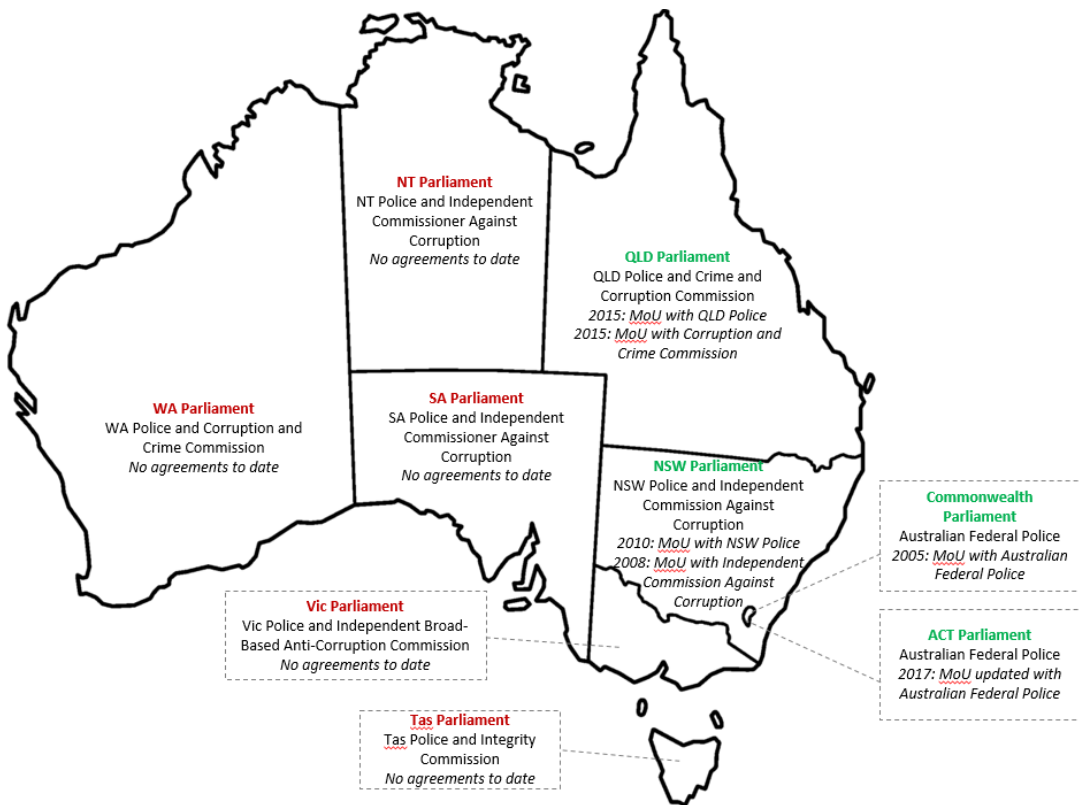 NT Parliament
NT Police and Independent
Commissioner Against
Corruption
No agreements to date
QLD Parliament
QLD Police and Crime and
Corruption Commission
2015: MoU with QLD Police
2015: MoU with Corruption and
Crime Commission
WA Parliament
WA Police and Corruption and
Crime Commission
No agreements to date
SA Parliament
SA Police and Independent
Commissioner Against
Corruption
No agreements to date
NSW Parliament
NSW Police and Independent
Commission Against
Corruption
2010: MoU with NSW Police
2008: MoU with Independent
Commission Against
Corruption
Commonwealth
Parliament
Australian Federal Police
2005: MoU with Australian
Federal Police
Vic Parliament
Vic Police and Independent Broad-
Based Anti-Corruption Commission
No agreements to date
ACT Parliament
Australian Federal Police
2017: MoU updated with
Australian Federal Police
Tas Parliament
Tas Police and Integrity
Commission
No agreements to date